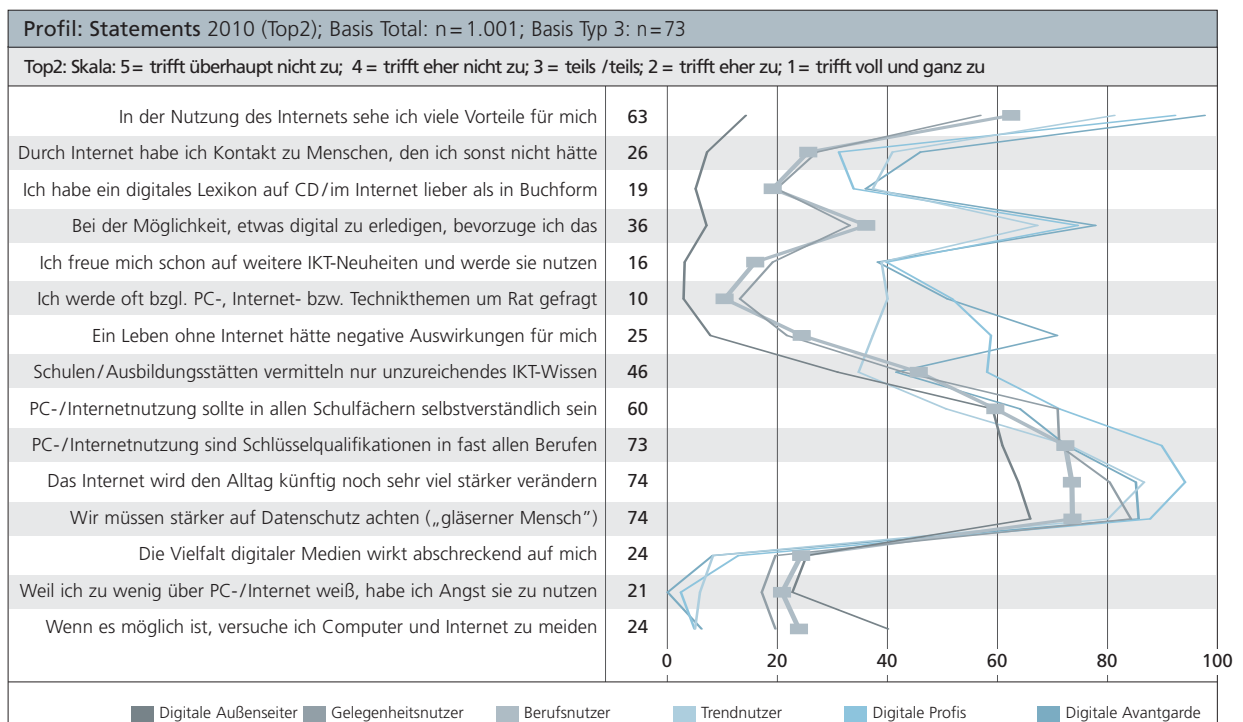 Profil: Statements 2010 (Top2); Basis Total: n=1.001; Basis Typ 3: n=73
Top2: Skala: 5= trifft überhaupt nicht zu; 4= trifft eher nicht zu; 3= teils /teils; 2= trifft eher zu; 1= trifft voll und ganz zu
In der Nutzung des Internets sehe ich viele Vorteile für mich 63
Durch Internet habe ich Kontakt zu Menschen, den ich sonst nicht hätte 26
Ich habe ein digitales Lexikon auf CD/im Internet lieber als in Buchform 19
Bei der Möglichkeit, etwas digital zu erledigen, bevorzuge ich das 36
Ich freue mich schon auf weitere IKT-Neuheiten und werde sie nutzen 16
Ich werde oft bzgl. PC-, Internet- bzw. Technikthemen um Rat gefragt 10
Ein Leben ohne Internet hätte negative Auswirkungen für mich 25
Schulen/Ausbildungsstätten vermitteln nur unzureichendes IKT-Wissen 46
PC-/Internetnutzung sollte in allen Schulfächern selbstverständlich sein 60
PC-/Internetnutzung sind Schlüsselqualifikationen in fast allen Berufen 73
Das Internet wird den Alltag künftig noch sehr viel stärker verändern 74
Wir müssen stärker auf Datenschutz achten („gläserner Mensch”) 74
Die Vielfalt digitaler Medien wirkt abschreckend auf mich 24
Weil ich zu wenig über PC-/Internet weiß, habe ich Angst sie zu nutzen 21
Wenn es möglich ist, versuche ich Computer und Internet zu meiden 24
0 20 40 60 80 100
Digitale Außenseiter Gelegenheitsnutzer Berufsnutzer Trendnutzer Digitale Profis Digitale Avantgarde